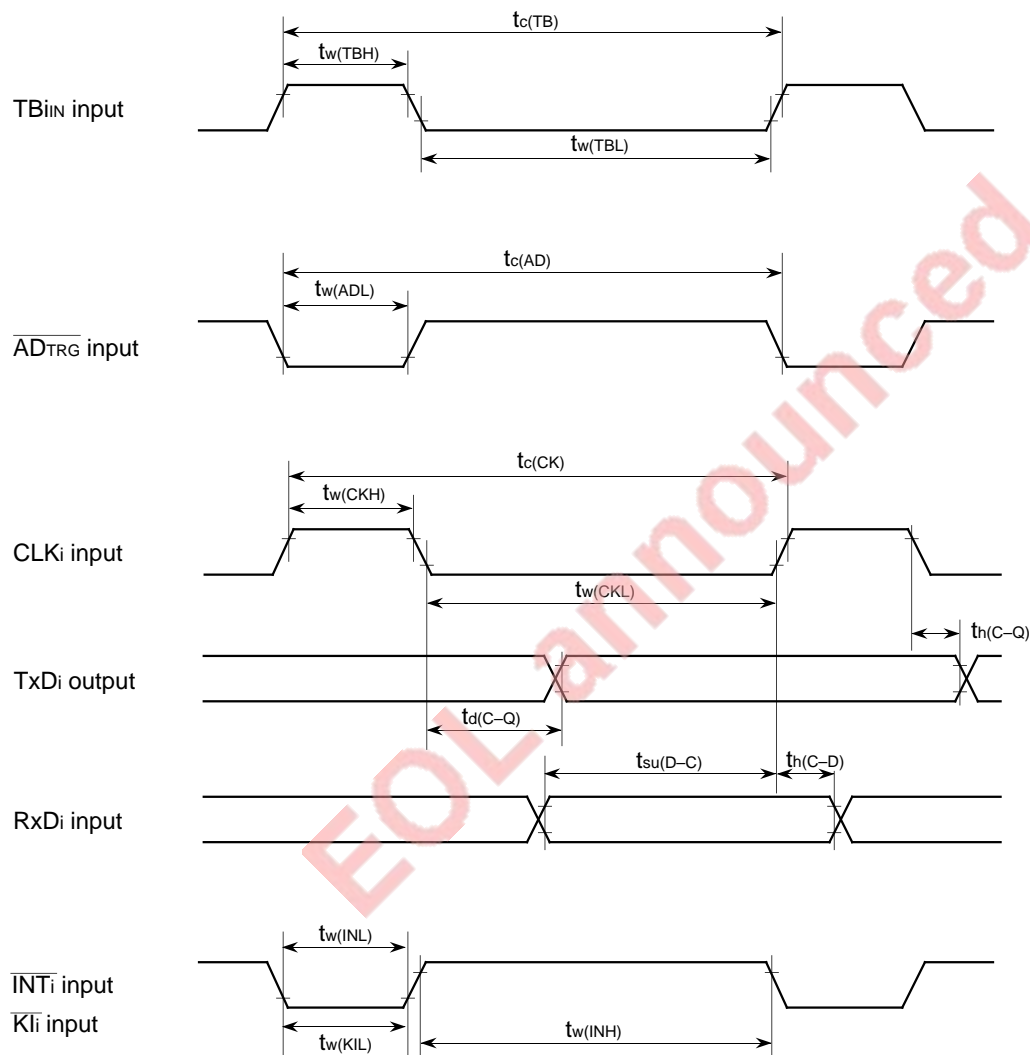 tc(TB)
tw(TBH)
TBiIN input
tw(TBL)
tc(AD)
tw(ADL)
ADTRG input
tc(CK)
tw(CKH)
CLKi input
tw(CKL)
th(C–Q)
TxDi output
td(C–Q)
tsu(D–C)
th(C–D)
RxDi input
tw(INL)
INTi input
KIi input
tw(KIL)
tw(INH)
EOL announced